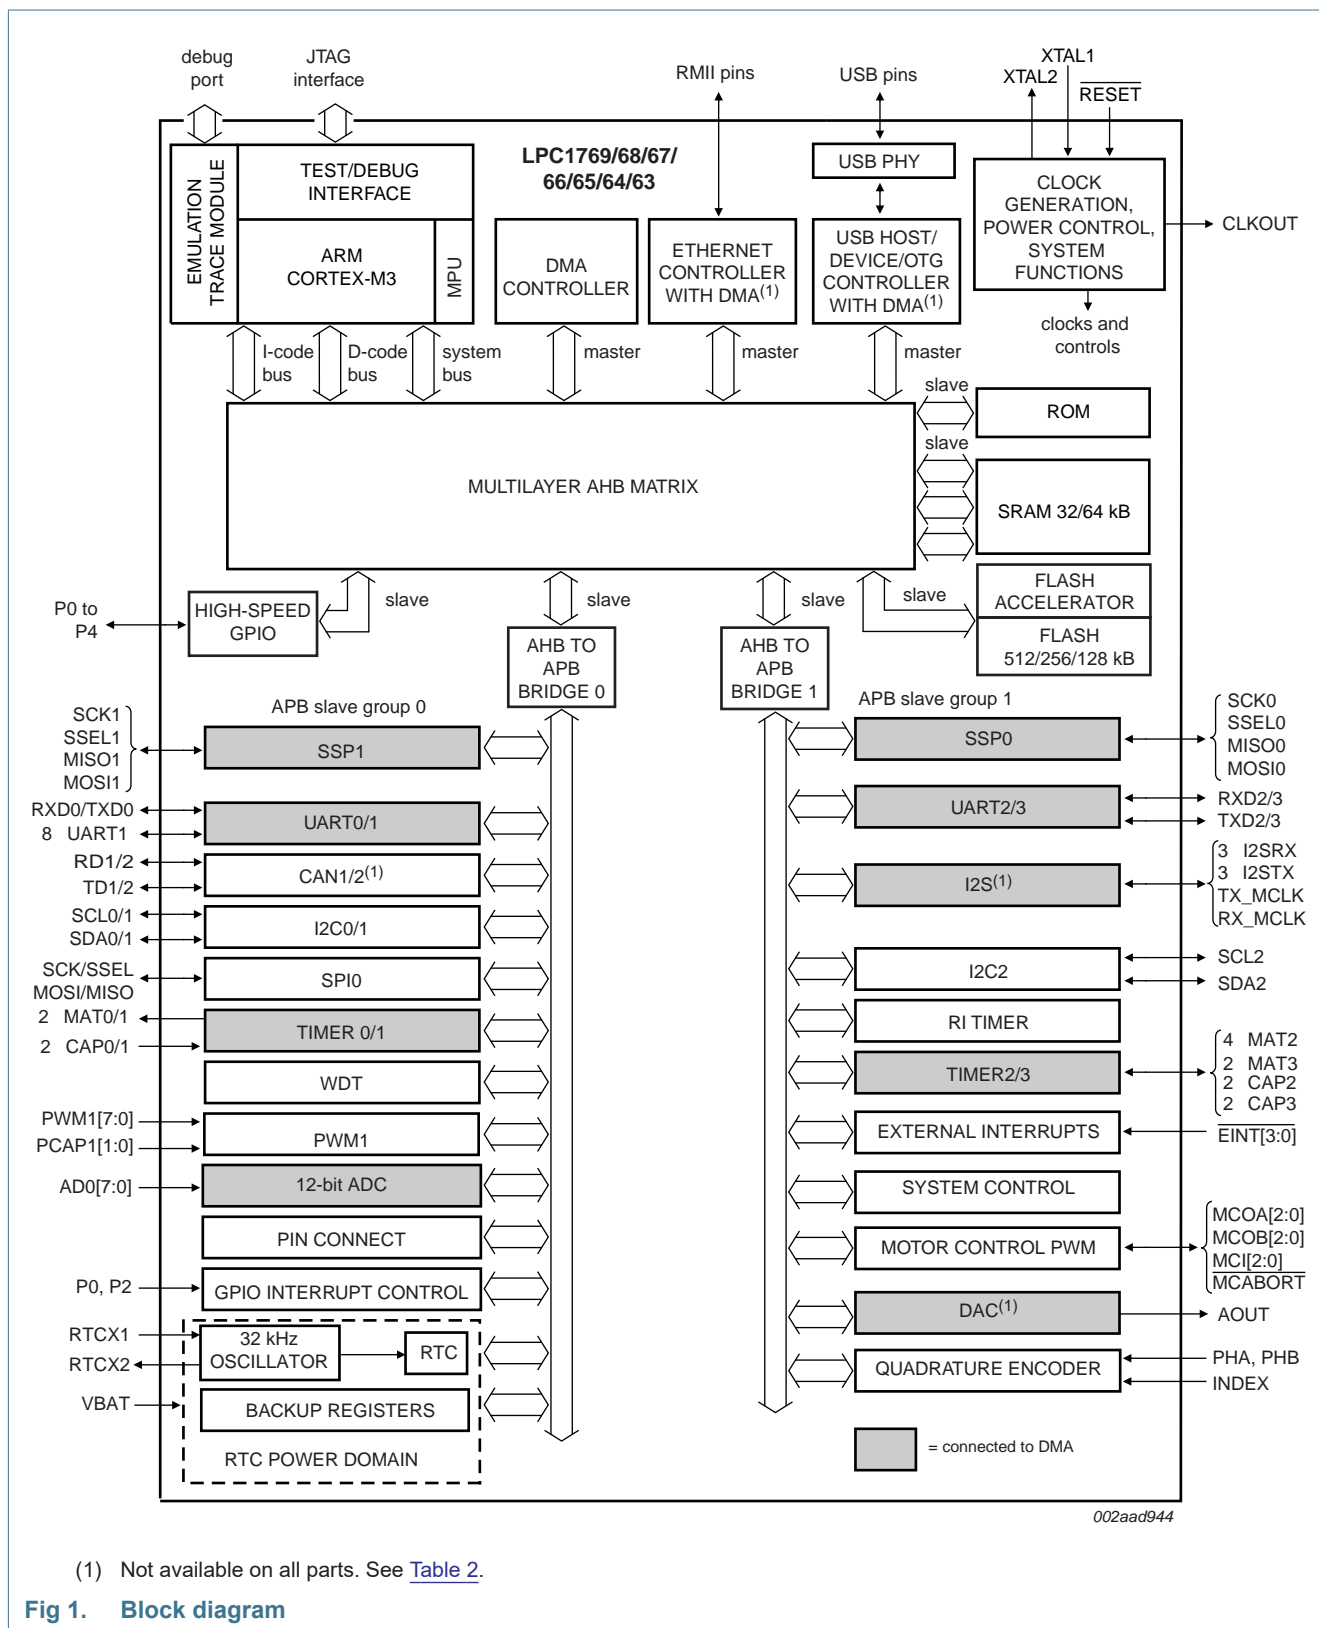 debug
port
JTAG
interface
RMII pins
USB pins
XTAL1
XTAL2
RESET
EMULATION
TRACE MODULE
TEST/DEBUG
INTERFACE
ARM
CORTEX-M3
MPU
LPC1769/68/67/
66/65/64/63
DMA
CONTROLLER
ETHERNET
CONTROLLER
WITH DMA(1)
USB PHY
USB HOST/
DEVICE/OTG
CONTROLLER
WITH DMA(1)
CLOCK
GENERATION,
POWER CONTROL,
SYSTEM
FUNCTIONS
CLKOUT
clocks and
controls
I-code
bus
D-code
bus
system
bus
master
master
master
slave
ROM
slave
SRAM 32/64 kB
MULTILAYER AHB MATRIX
FLASH
ACCELERATOR
FLASH
512/256/128 kB
P0 to
P4
HIGH-SPEED
GPIO
slave
slave
slave
slave
AHB TO
APB
BRIDGE 0
AHB TO
APB
BRIDGE 1
APB slave group 0
APB slave group 1
SCK1
SSEL1
MISO1
MOSI1
SSP1
RXD0/TXD0
8 UART1
UART0/1
RD1/2
TD1/2
CAN1/2(1)
SCL0/1
SDA0/1
I2C0/1
SCK/SSEL
MOSI/MISO
SPI0
2 MAT0/1
2 CAP0/1
TIMER 0/1
WDT
PWM1[7:0]
PCAP1[1:0]
PWM1
AD0[7:0]
12-bit ADC
PIN CONNECT
P0, P2
GPIO INTERRUPT CONTROL
RTCX1
RTCX2
32 kHz
OSCILLATOR
RTC
VBAT
BACKUP REGISTERS
RTC POWER DOMAIN
SSP0
SCK0
SSEL0
MISO0
MOSI0
UART2/3
RXD2/3
TXD2/3
I2S(1)
3 I2SRX
3 I2STX
TX_MCLK
RX_MCLK
I2C2
SCL2
SDA2
RI TIMER
TIMER2/3
4 MAT2
2 MAT3
2 CAP2
2 CAP3
EXTERNAL INTERRUPTS
EINT[3:0]
SYSTEM CONTROL
MOTOR CONTROL PWM
MCOA[2:0]
MCOB[2:0]
MCI[2:0]
MCABORT
DAC(1)
AOUT
QUADRATURE ENCODER
PHA, PHB
INDEX
= connected to DMA
002aad944
(1) Not available on all parts. See Table 2.
Fig 1. Block diagram